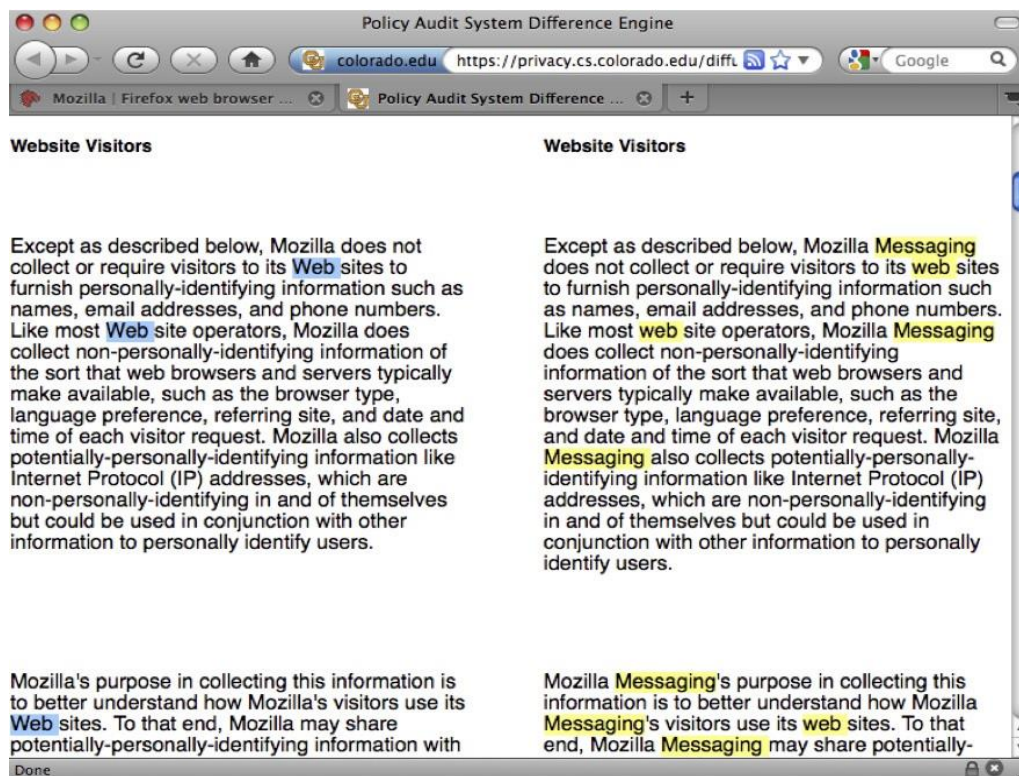 Policy Audit System Difference Engine
colorado.edu https://privacy.cs.colorado.edu/diffe Google
Mozilla | Firefox web browser ... Policy Audit System Difference ... +
Website Visitors
Except as described below, Mozilla does not
collect or require visitors to its Web sites to
furnish personally-identifying information such as
names, email addresses, and phone numbers.
Like most Web site operators, Mozilla does
collect non-personally-identifying information of
the sort that web browsers and servers typically
make available, such as the browser type,
language preference, referring site, and date and
time of each visitor request. Mozilla also collects
potentially-personally-identifying information like
Internet Protocol (IP) addresses, which are
non-personally-identifying in and of themselves
but could be used in conjunction with other
information to personally identify users.
Mozilla's purpose in collecting this information is
to better understand how Mozilla's visitors use its
Web sites. To that end, Mozilla may share
potentially-personally-identifying information with
Website Visitors
Except as described below, Mozilla Messaging
does not collect or require visitors to its web sites
to furnish personally-identifying information such
as names, email addresses, and phone numbers.
Like most web site operators, Mozilla Messaging
does collect non-personally-identifying
information of the sort that web browsers and
servers typically make available, such as the
browser type, language preference, referring site,
and date and time of each visitor request. Mozilla
Messaging also collects potentially-personally-
identifying information like Internet Protocol (IP)
addresses, which are non-personally-identifying
in and of themselves but could be used in
conjunction with other information to personally
identify users.
Mozilla Messaging's purpose in collecting this
information is to better understand how Mozilla
Messaging's visitors use its web sites. To that
end, Mozilla Messaging may share potentially-
Done